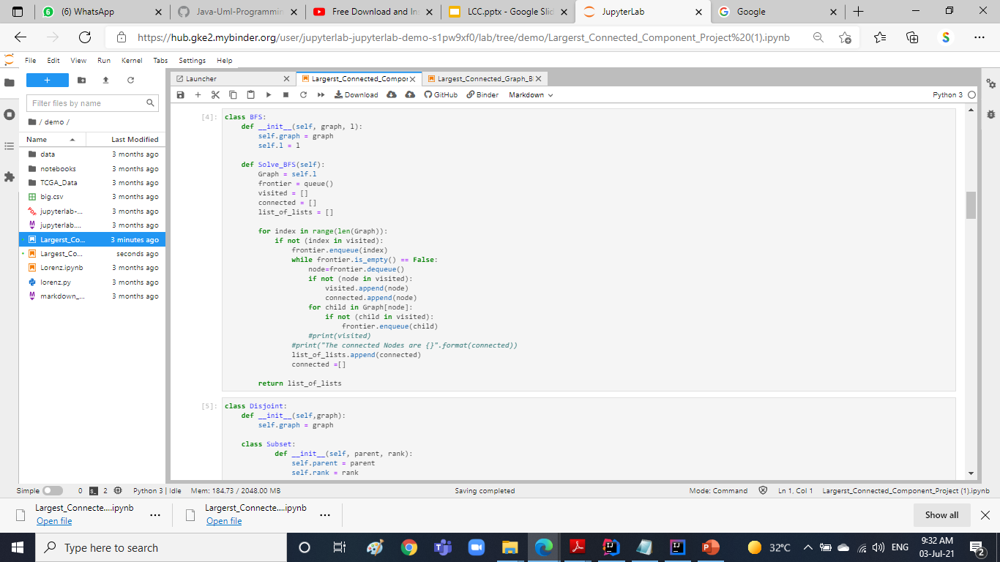 (6) WhatsApp
Java-Uml-Programmin
Free Download and Ins
LCC.pptx - Google Slid
JupyterLab
Google
https://hub.gke2.mybinder.org/user/jupyterlab-jupyterlab-demo-s1pw9xf0/lab/tree/demo/Largerst_Connected_Component_Project%20(1).ipynb
File Edit View Run Kernel Tabs Settings Help
Launcher
Largerst_Connected_Compor
Largest_Connected_Graph_B
Download GitHub Binder Markdown
Python 3
Filter files by name
/ demo /
Name Last Modified
data 3 months ago
notebooks 3 months ago
TCGA_Data 3 months ago
big.csv 3 months ago
jupyterlab-... 3 months ago
jupyterlab.... 3 months ago
Largerst_Co... 3 minutes ago
Largest_Co... seconds ago
Lorenz.ipynb 3 months ago
lorenz.py 3 months ago
markdown_... 3 months ago
[4]: class BFS:
def __init__(self, graph, l):
self.graph = graph
self.l = l
def Solve_BFS(self):
Graph = self.l
frontier = queue()
visited = []
connected = []
list_of_lists = []
for index in range(len(Graph)):
if not (index in visited):
frontier.enqueue(index)
while frontier.is_empty() == False:
node=frontier.dequeue()
if not (node in visited):
visited.append(node)
connected.append(node)
for child in Graph[node]:
if not (child in visited):
frontier.enqueue(child)
#print(visited)
#print("The connected Nodes are {}".format(connected))
list_of_lists.append(connected)
connected =[]
return list_of_lists
[5]: class Disjoint:
def __init__(self,graph):
self.graph = graph
class Subset:
def __init__(self, parent, rank):
self.parent = parent
self.rank = rank
Simple 0 2 Python 3 | Idle Mem: 184.73 / 2048.00 MB Saving completed Mode: Command Ln 1, Col 1 Largerst_Connected_Component_Project (1).ipynb
Largest_Connecte....ipynb
Open file
Largerst_Connecte....ipynb
Open file
Show all
Type here to search
32°C
ENG
9:32 AM
03-Jul-21
2